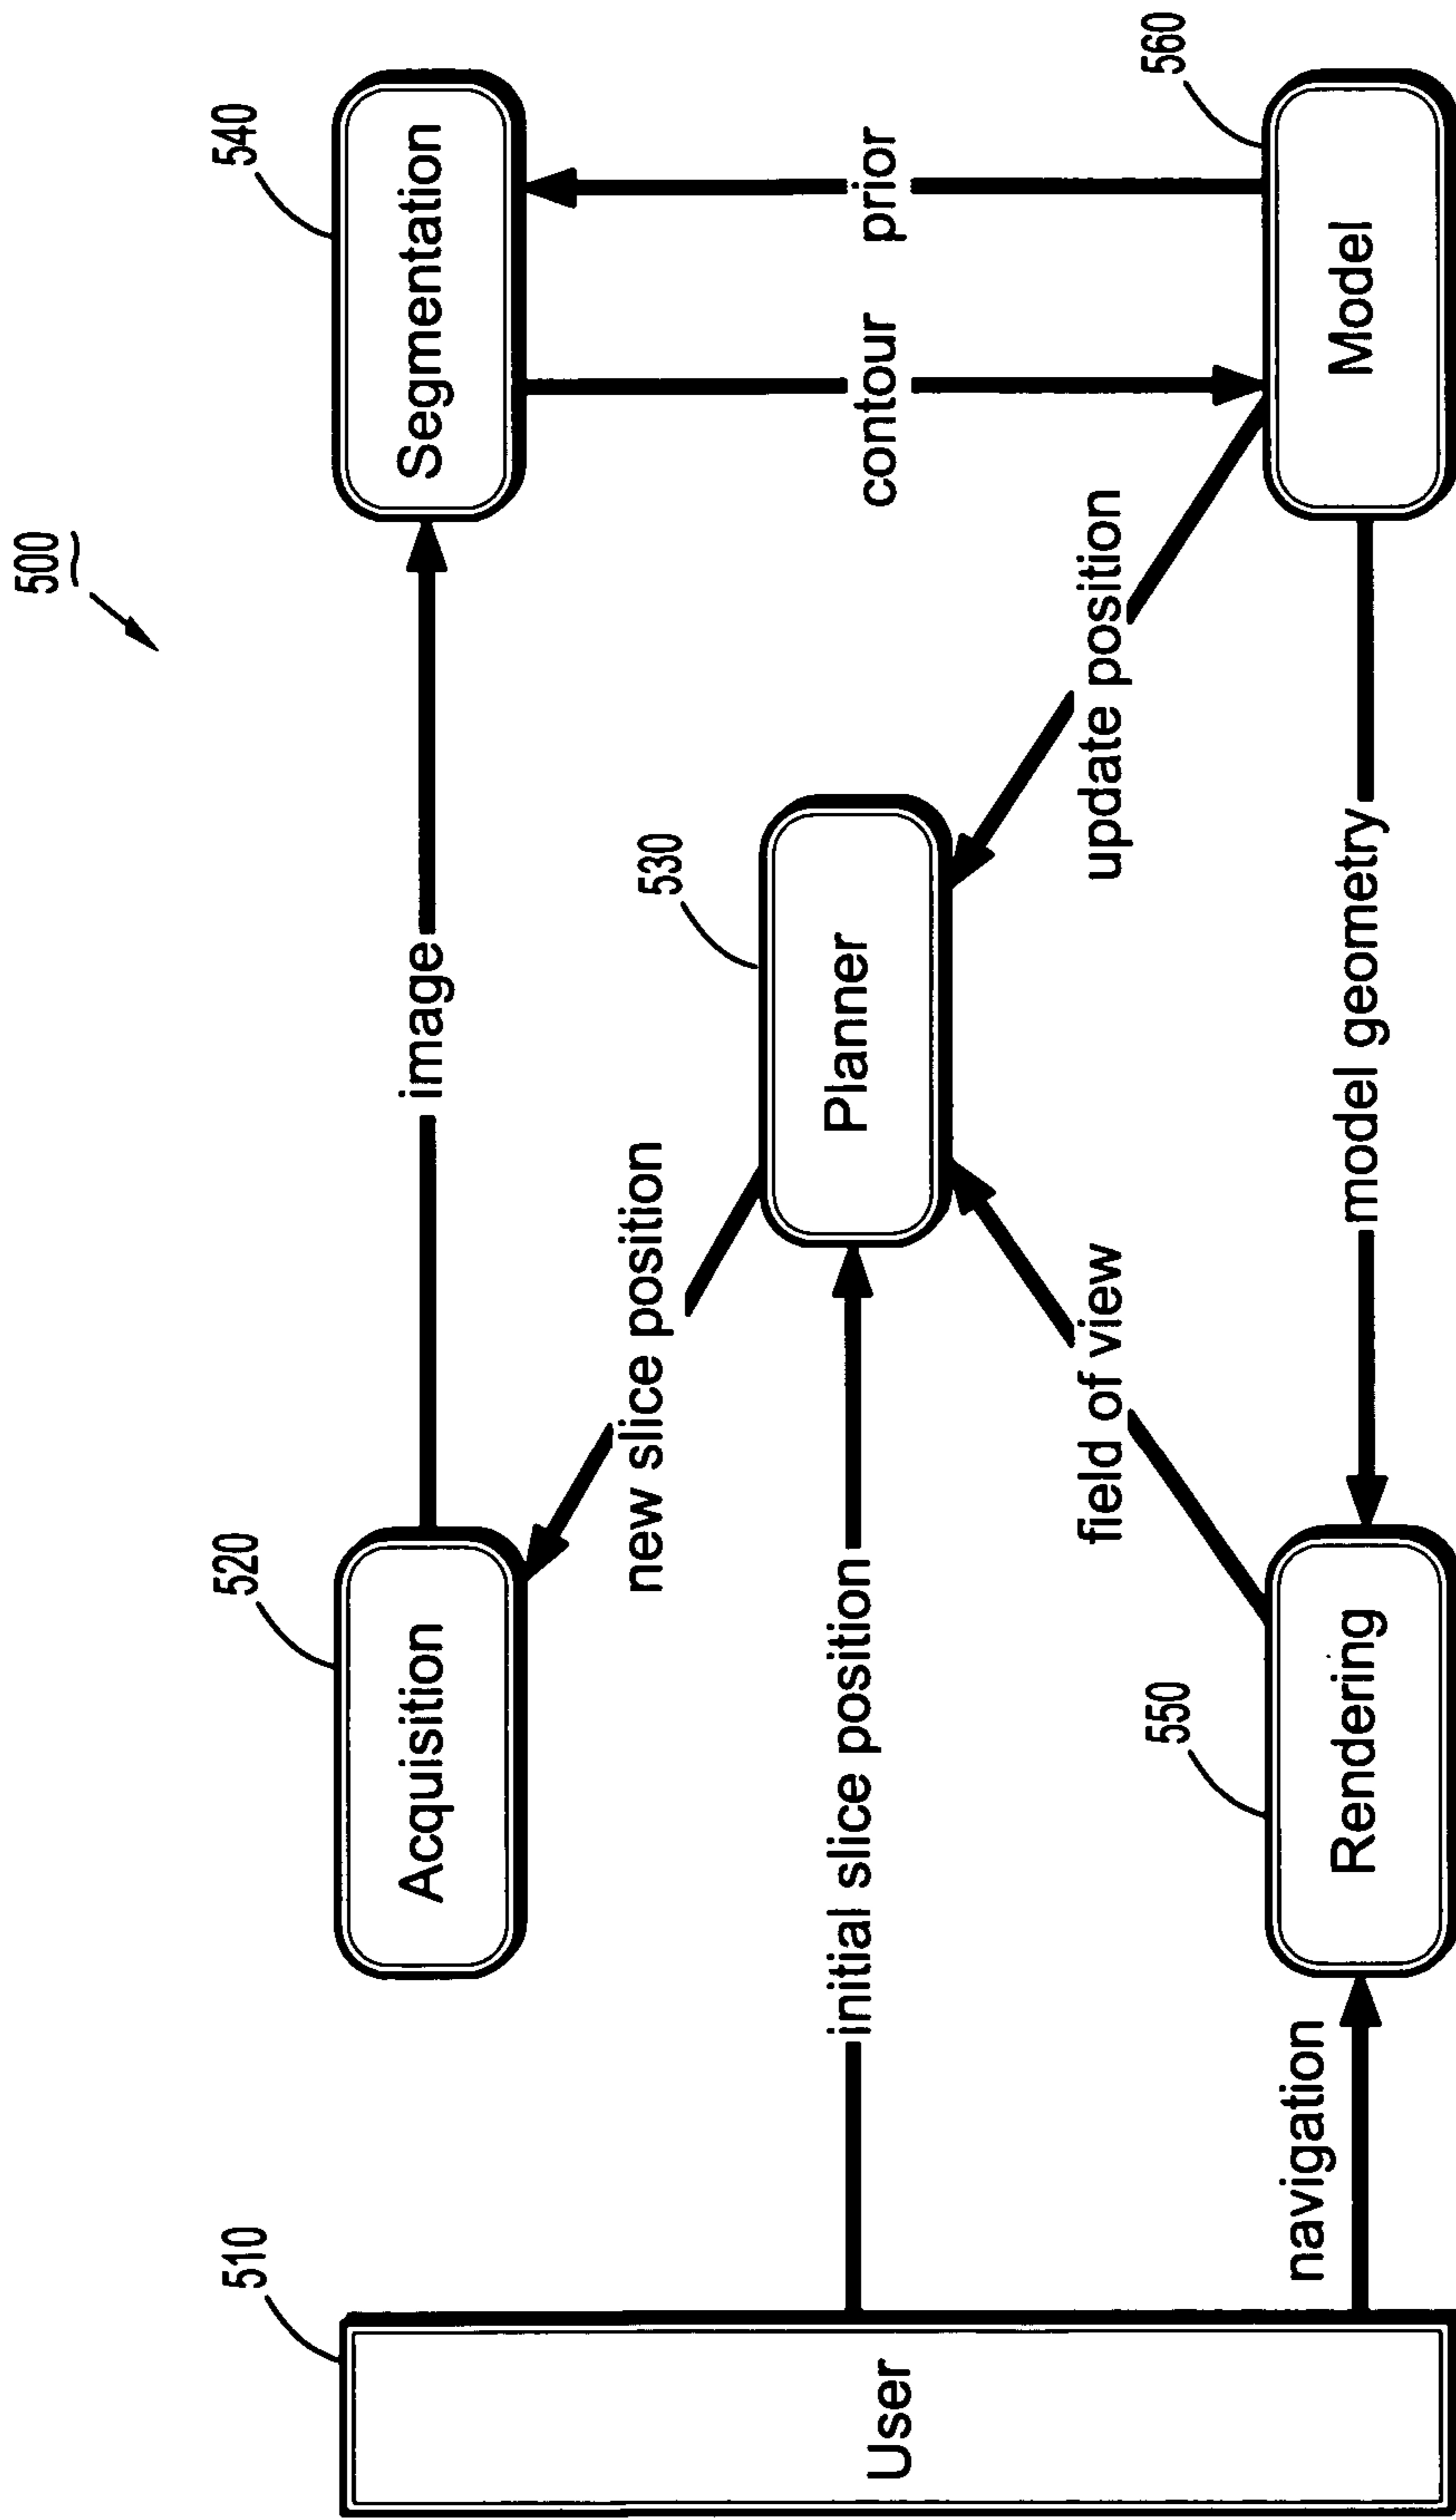 500
520
540
Acquisition
image
Segmentation
510
new slice position
530
User
initial slice position
Planner
contour
prior
field of view
update position
550
560
navigation
Rendering
model geometry
Model